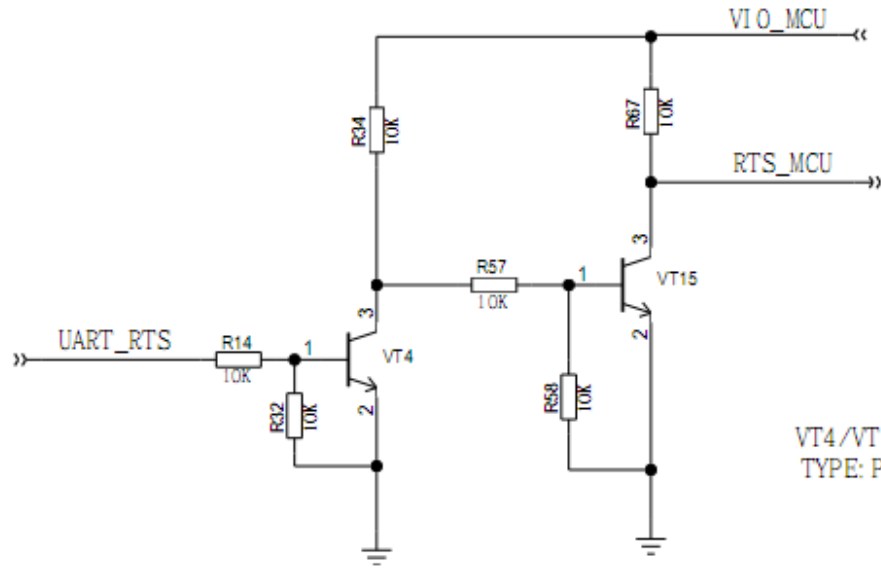 VIO_MCU
R34
10K
R67
10K
RTS_MCU
3
R57
10K
1
VT15
2
3
UART_RTS
R14
10K
1
VT4
R32
10K
2
R58
10K
VT4/VT
TYPE: P